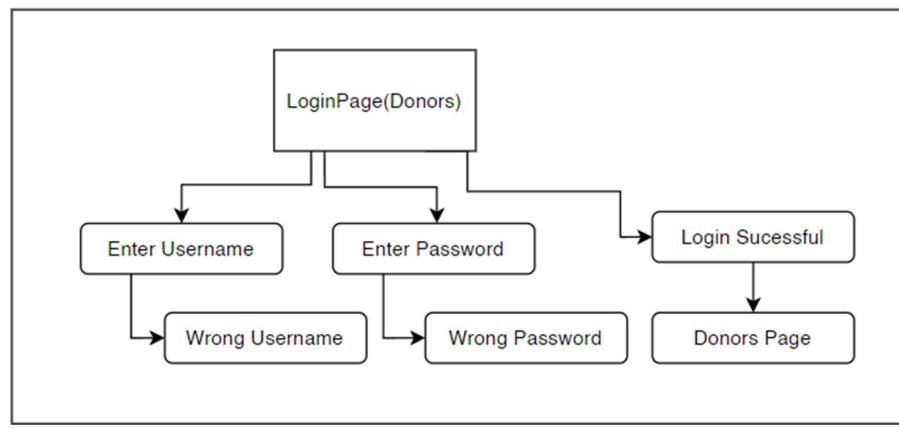 LoginPage(Donors)
Enter Username
Enter Password
Login Sucessful
Wrong Username
Wrong Password
Donors Page